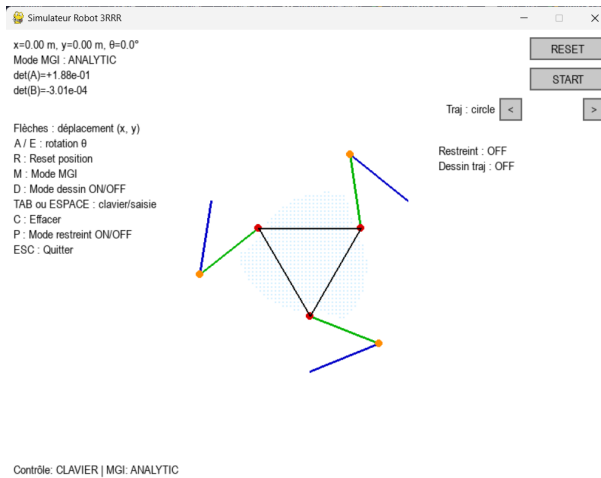 Simulateur Robot 3RRR
x=0.00 m, y=0.00 m, θ=0.0°
Mode MGI : ANALYTIC
det(A)=+1.88e-01
det(B)=-3.01e-04
Flèches : déplacement (x, y)
A / E : rotation θ
R : Reset position
M : Mode MGI
D : Mode dessin ON/OFF
TAB ou ESPACE : clavier/saisie
C : Effacer
P : Mode restreint ON/OFF
ESC : Quitter
RESET
START
Traj : circle < >
Restreint : OFF
Dessin traj : OFF
Contrôle: CLAVIER | MGI: ANALYTIC